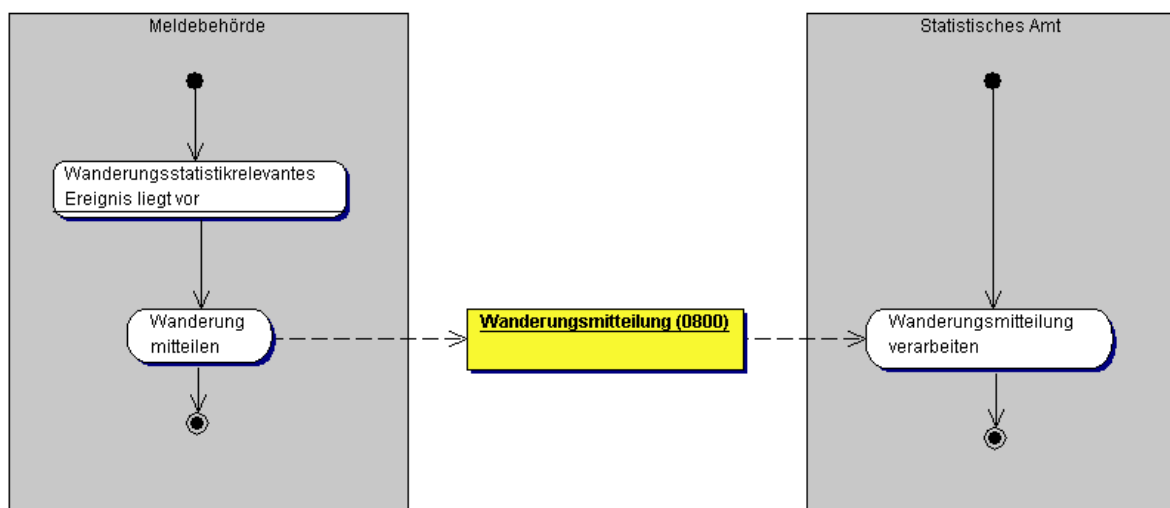 Meldebehörde
Statistisches Amt
Wanderungsstatistikrelevantes
Ereignis liegt vor
Wanderung
mitteilen
Wanderungsmitteilung (0800)
Wanderungsmitteilung
verarbeiten